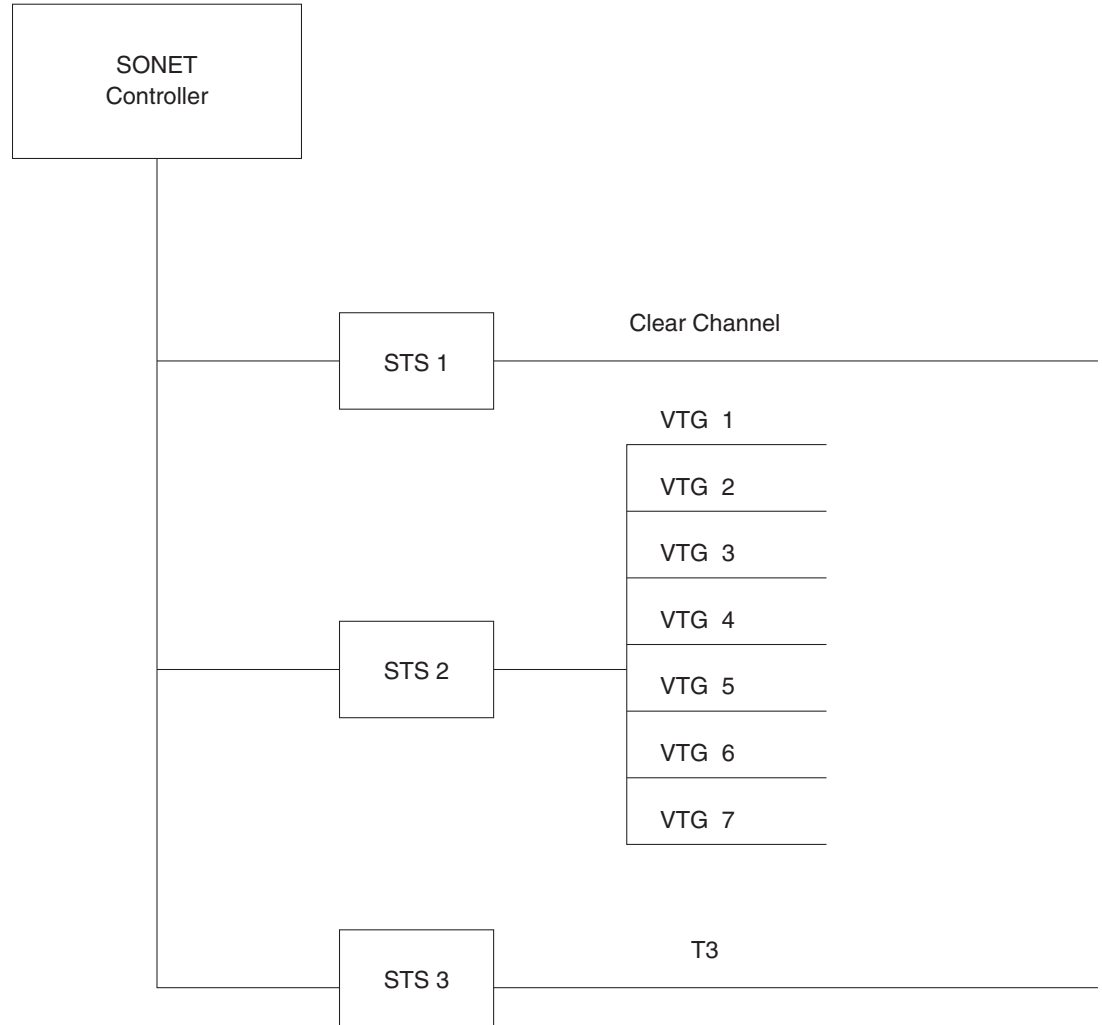 SONET
Controller
Clear Channel
STS 1
VTG 1
VTG 2
VTG 3
VTG 4
STS 2
VTG 5
VTG 6
VTG 7
T3
STS 3